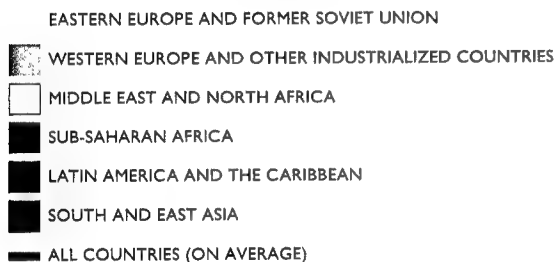 EASTERN EUROPE AND FORMER SOVIET UNION
WESTERN EUROPE AND OTHER INDUSTRIALIZED COUNTRIES
MIDDLE EAST AND NORTH AFRICA
SUB-SAHARAN AFRICA
LATIN AMERICA AND THE CARIBBEAN
SOUTH AND EAST ASIA
ALL COUNTRIES (ON AVERAGE)